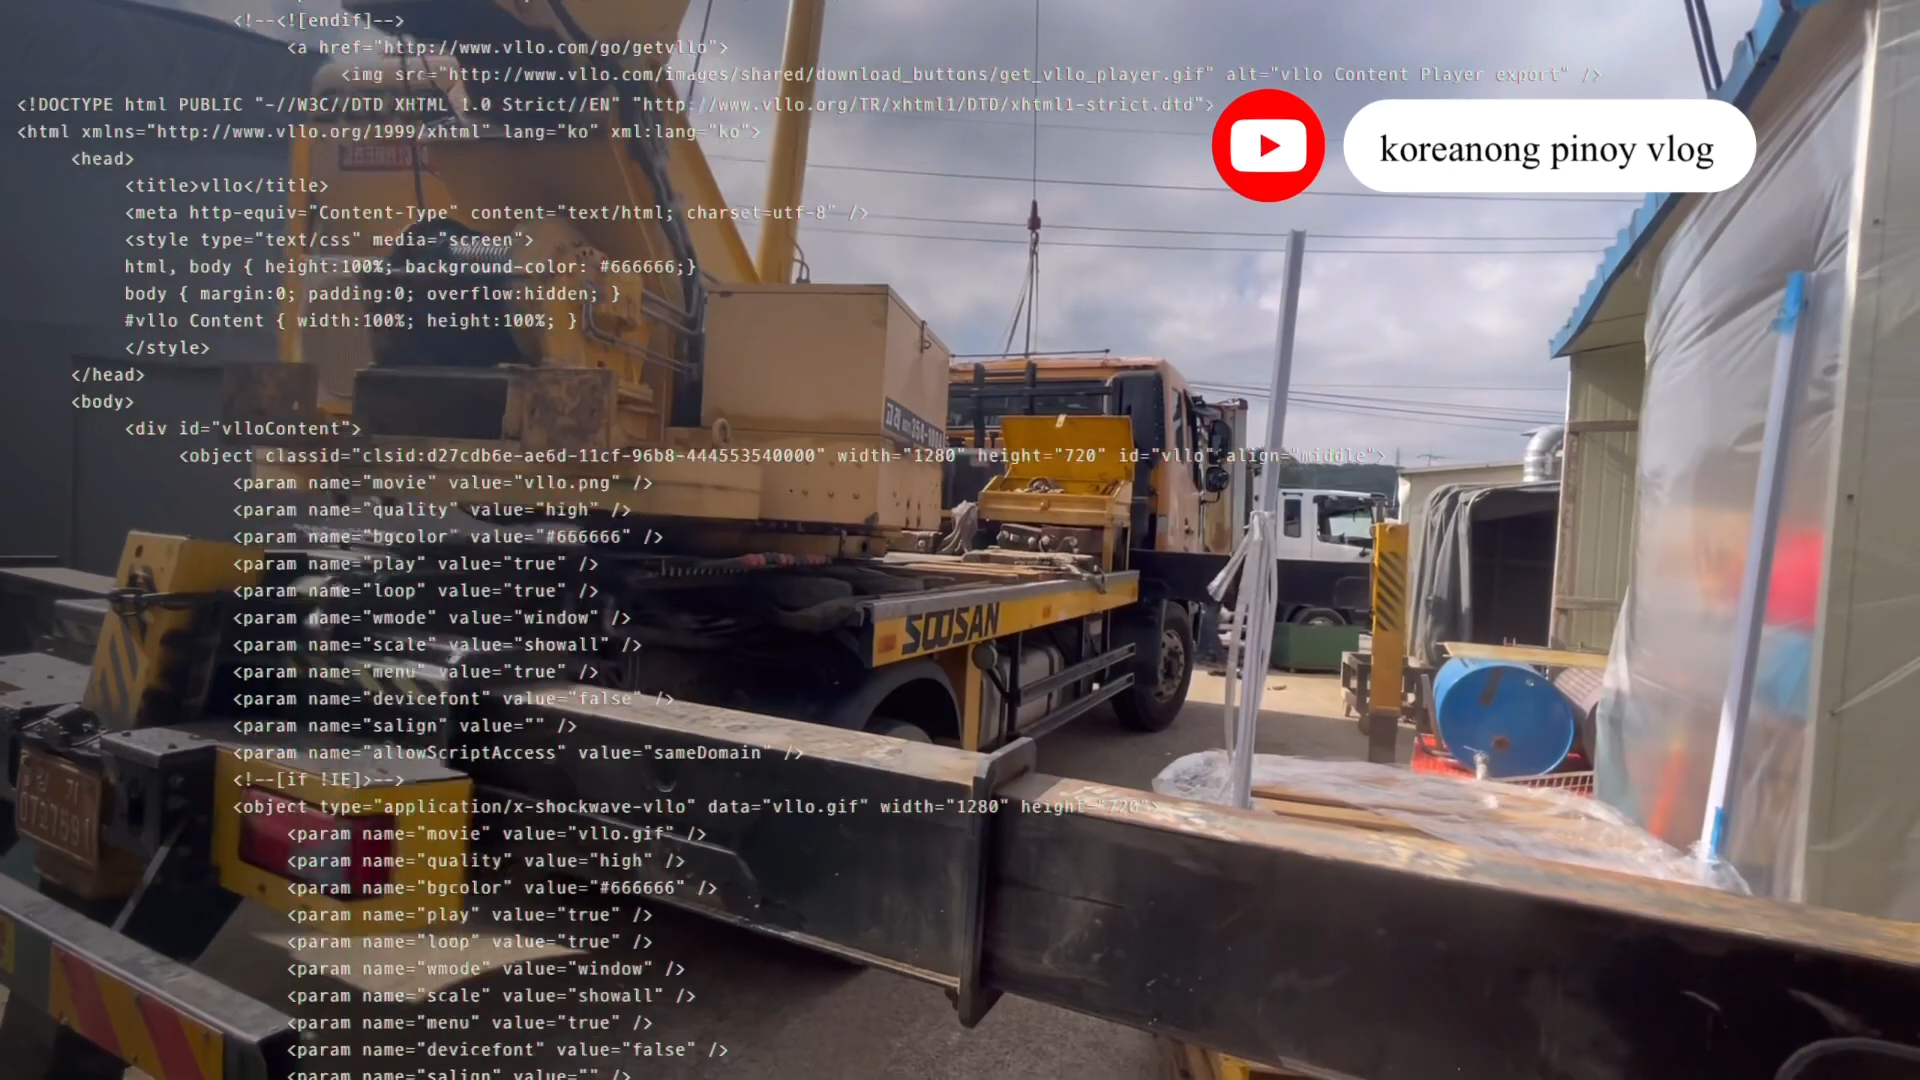 <!--<![endif]-->
<a href="http://www.vllo.com/go/getvllo">
<img src="http://www.vllo.com/images/shared/download_buttons/get_vllo_player.gif" alt="vllo Content Player export" />
<!DOCTYPE html PUBLIC "-//W3C//DTD XHTML 1.0 Strict//EN" "http://www.vllo.org/TR/xhtml1/DTD/xhtml1-strict.dtd">
<html xmlns="http://www.vllo.org/1999/xhtml" lang="ko" xml:lang="ko">
koreanong pinoy vlog
<head>
<title>vllo</title>
<meta http-equiv="Content-Type" content="text/html; charset=utf-8" />
<style type="text/css" media="screen">
html, body { height:100%; background-color: #666666;}
body { margin:0; padding:0; overflow:hidden; }
#vllo Content { width:100%; height:100%; }
</style>
</head>
<body>
<div id="vlloContent">
<object classid="clsid:d27cdb6e-ae6d-11cf-96b8-444553540000" width="1280" height="720" id="vllo" align="middle">
<param name="movie" value="vllo.png" />
<param name="quality" value="high" />
<param name="bgcolor" value="#666666" />
<param name="play" value="true" />
<param name="loop" value="true" />
<param name="wmode" value="window" />
<param name="scale" value="showall" />
SOOSAN
<param name="menu" value="true" />
<param name="devicefont" value="false" />
<param name="salign" value="" />
<param name="allowScriptAccess" value="sameDomain" />
<!--[if !IE]>-->
<object type="application/x-shockwave-vllo" data="vllo.gif" width="1280" height="720">
<param name="movie" value="vllo.gif" />
<param name="quality" value="high" />
<param name="bgcolor" value="#666666" />
<param name="play" value="true" />
<param name="loop" value="true" />
<param name="wmode" value="window" />
<param name="scale" value="showall" />
<param name="menu" value="true" />
<param name="devicefont" value="false" />
<param name="salign" value="" />